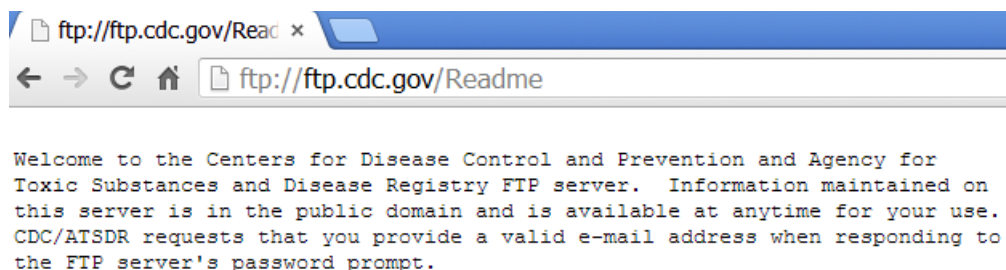 ftp://ftp.cdc.gov/Read
ftp://ftp.cdc.gov/Readme
Welcome to the Centers for Disease Control and Prevention and Agency for
Toxic Substances and Disease Registry FTP server.  Information maintained on
this server is in the public domain and is available at anytime for your use.
CDC/ATSDR requests that you provide a valid e-mail address when responding to
the FTP server's password prompt.